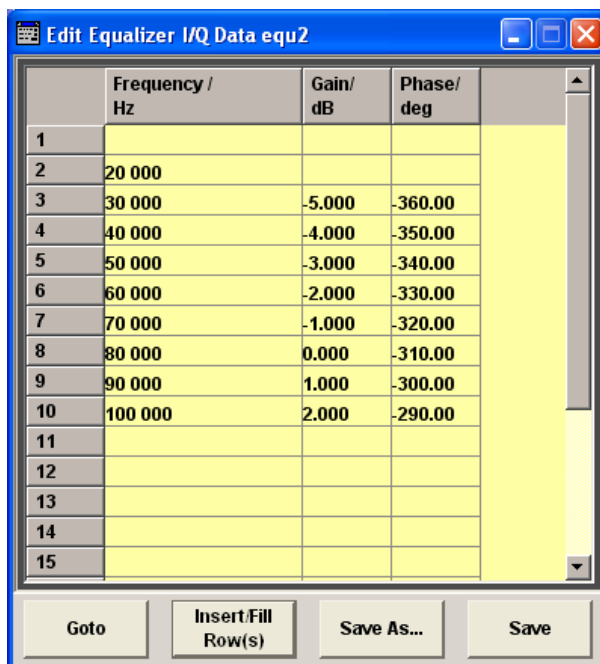 Edit Equalizer I/Q Data equ2
Frequency / Hz Gain/ dB Phase/ deg
1
2 20 000
3 30 000 -5.000 -360.00
4 40 000 -4.000 -350.00
5 50 000 -3.000 -340.00
6 60 000 -2.000 -330.00
7 70 000 -1.000 -320.00
8 80 000 0.000 -310.00
9 90 000 1.000 -300.00
10 100 000 2.000 -290.00
11
12
13
14
15
Goto Insert/Fill Row(s) Save As... Save